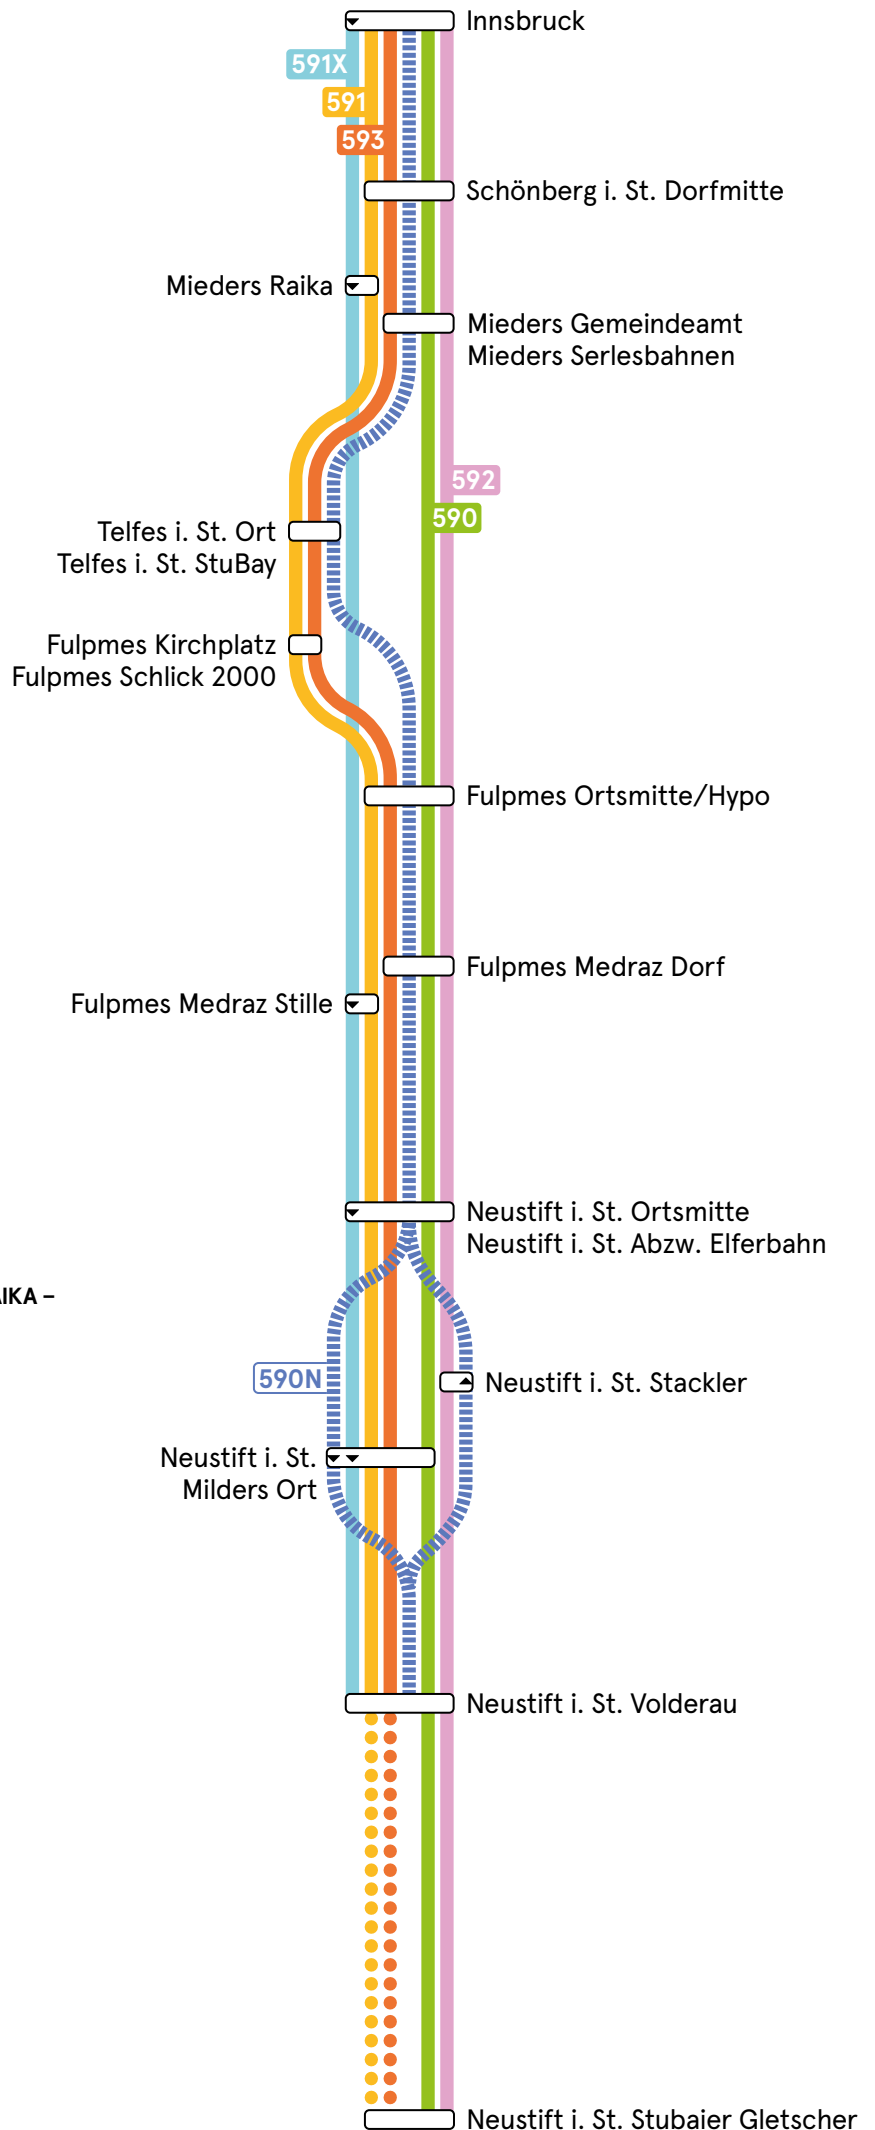 Innsbruck
591X
591
593
Schönberg i. St. Dorfmitte
Mieders Raika
Mieders Gemeindeamt
Mieders Serlesbahnen
592
590
Telfes i. St. Ort
Telfes i. St. StuBay
Fulpmes Kirchplatz
Fulpmes Schlick 2000
Fulpmes Ortsmitte/Hypo
Fulpmes Medraz Dorf
Fulpmes Medraz Stille
Neustift i. St. Ortsmitte
Neustift i. St. Abzw. Elferbahn
590N
Neustift i. St. Stackler
Neustift i. St.
Milders Ort
Neustift i. St. Volderau
Neustift i. St. Stubaier Gletscher